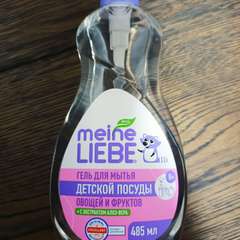 meine
LIEBE
ГЕЛЬ ДЛЯ МЫТЬЯ
ДЕТСКОЙ ПОСУДЫ
ОВОЩЕЙ И ФРУКТОВ
+ С ЭКСТРАКТОМ АЛОЭ ВЕРА
485 мл